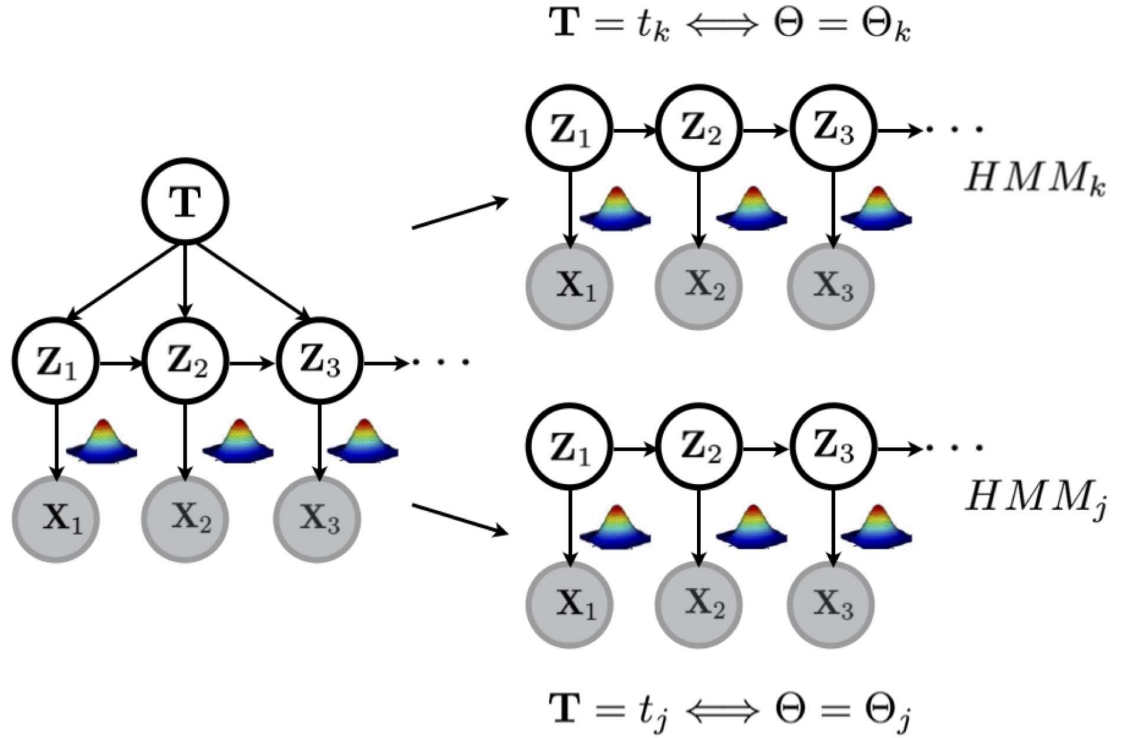 T = t_k ⟺ Θ = Θ_k
Z_1 Z_2 Z_3 · · ·
HMM_k
X_1 X_2 X_3
T
Z_1 Z_2 Z_3 · · ·
X_1 X_2 X_3
Z_1 Z_2 Z_3 · · ·
HMM_j
X_1 X_2 X_3
T = t_j ⟺ Θ = Θ_j